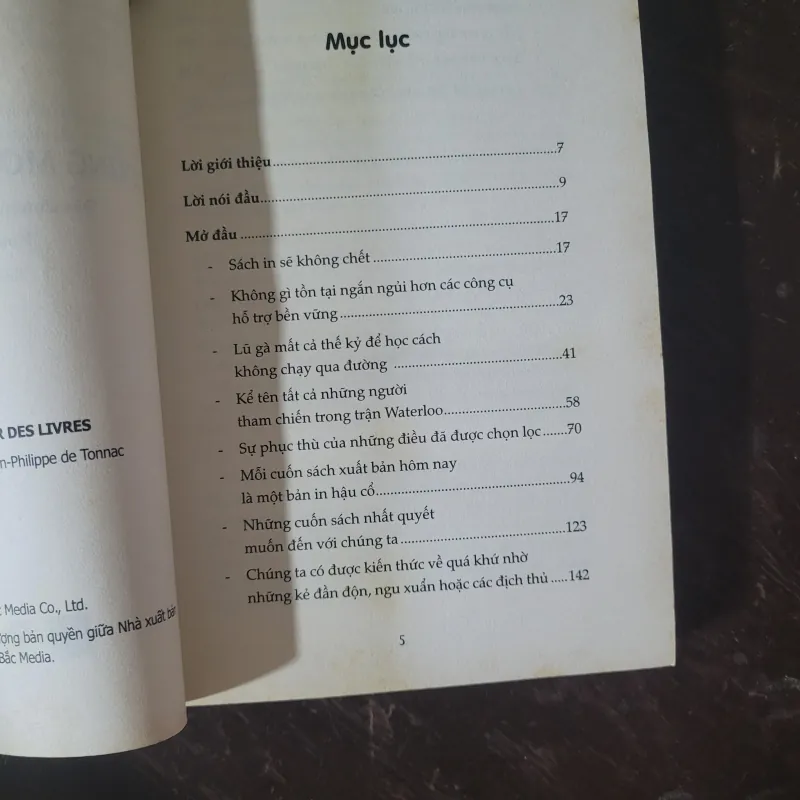 R DES LIVRES
n-Philippe de Tonnac
Media Co., Ltd.
bản quyền giữa Nhà xuất bản
Bắc Media.
Mục lục
Lời giới thiệu..........7
Lời nói đầu..........9
Mở đầu ..........17
- Sách in sẽ không chết ..........17
- Không gì tồn tại ngắn ngủi hơn các công cụ
hỗ trợ bền vững ..........23
- Lũ gà mất cả thế kỷ để học cách
không chạy qua đường ..........41
- Kể tên tất cả những người
tham chiến trong trận Waterloo..........58
- Sự phục thù của những điều đã được chọn lọc .......70
- Mỗi cuốn sách xuất bản hôm nay
là một bản in hậu cổ..........94
- Những cuốn sách nhất quyết
muốn đến với chúng ta ..........123
- Chúng ta có được kiến thức về quá khứ nhờ
những kẻ đần độn, ngu xuẩn hoặc các địch thủ .....142
5